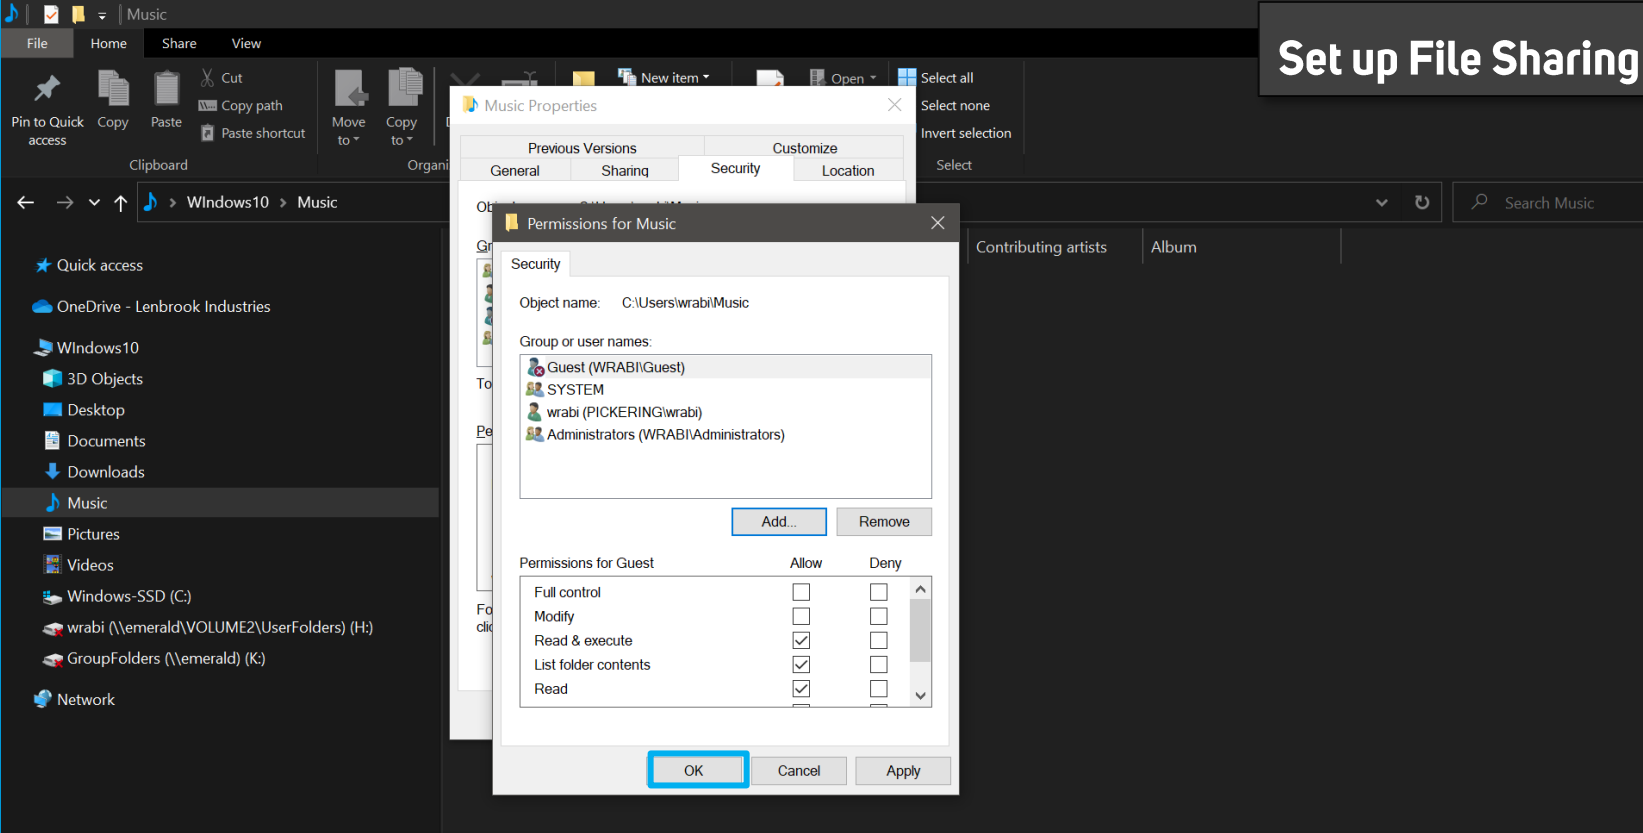 Music
Set up File Sharing
File Home Share View
Pin to Quick access
Copy
Paste
Cut
Copy path
Paste shortcut
Clipboard
Move to
Copy to
Organi
New item
Open
Select all
Select none
Invert selection
Select
WIndows10 > Music
Search Music
Quick access
OneDrive - Lenbrook Industries
WIndows10
3D Objects
Desktop
Documents
Downloads
Music
Pictures
Videos
Windows-SSD (C:)
wrabi (\\emerald\VOLUME2\UserFolders) (H:)
GroupFolders (\\emerald) (K:)
Network
Contributing artists
Album
Music Properties
Previous Versions Customize
General Sharing Security Location
Gr
To
Pe
Fo
clic
Permissions for Music
Security
Object name: C:\Users\wrabi\Music
Group or user names:
Guest (WRABI\Guest)
SYSTEM
wrabi (PICKERING\wrabi)
Administrators (WRABI\Administrators)
Add... Remove
Permissions for Guest Allow Deny
Full control
Modify
Read & execute
List folder contents
Read
OK Cancel Apply